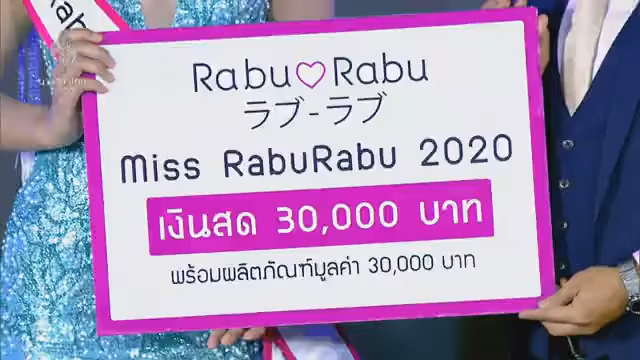 Rabu♡Rabu
ラブ-ラブ
Miss RabuRabu 2020
เงินสด 30,000 บาท
พร้อมผลิตภัณฑ์มูลค่า 30,000 บาท